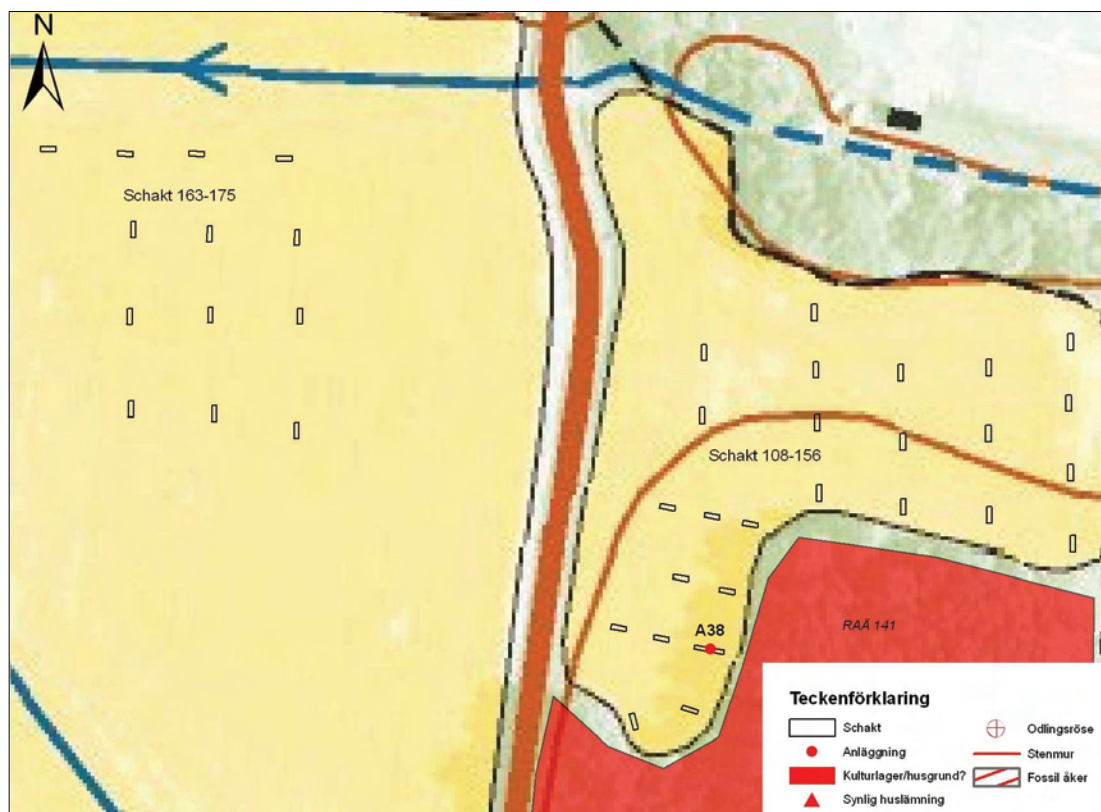 N
Schakt 163-175
Schakt 108-156
A38
RAÄ 141
Teckenförklaring
Schakt
Anläggning
Kulturlager/husgrund?
Synlig huslämning
Odlingsröse
Stenmur
Fossil åker